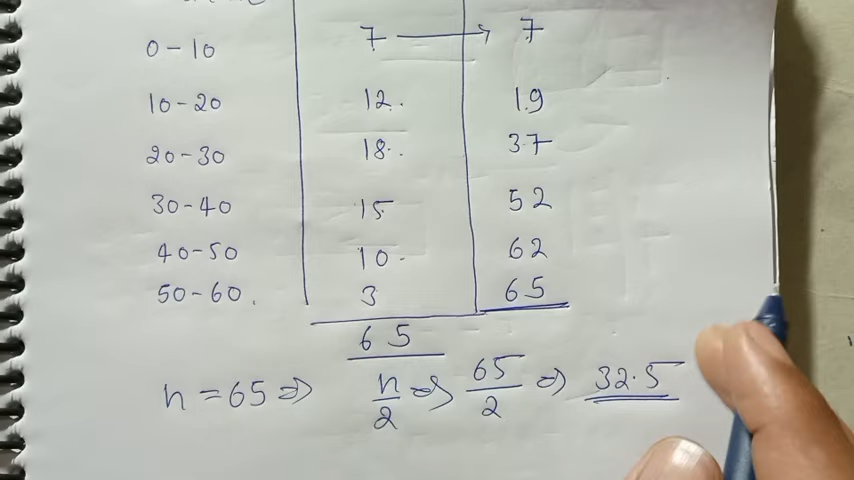 0-10 7 → 7
10-20 12. 19
20-30 18. 37
30-40 15 52
40-50 10. 62
50-60. 3 65
65
n = 65 ⇒ n/2 ⇒ 65/2 ⇒ 32.5